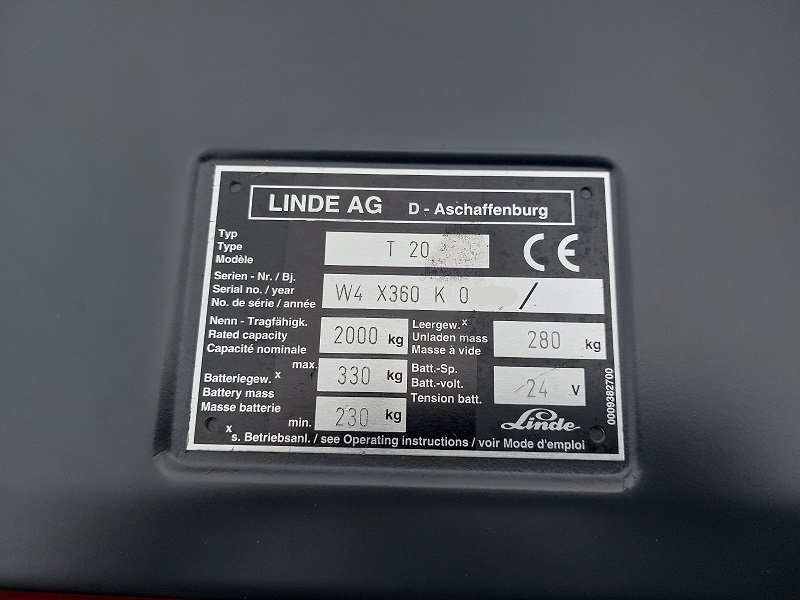 LINDE AG D - Aschaffenburg
Typ
Type
Modèle
T 20
CE
Serien - Nr. / Bj.
Serial no. / year
No. de série / année
W4 X360 K 0 /
Nenn - Tragfähigk.
Rated capacity
Capacité nominale
2000 kg
Leergew. x
Unladen mass
Masse à vide
280 kg
Batteriegew. x
Battery mass
Masse batterie
max. 330 kg
min. 230 kg
Batt.-Sp.
Batt.-volt.
Tension batt.
24 V
Linde
0009382700
x s. Betriebsanl. / see Operating instructions / voir Mode d'emploi